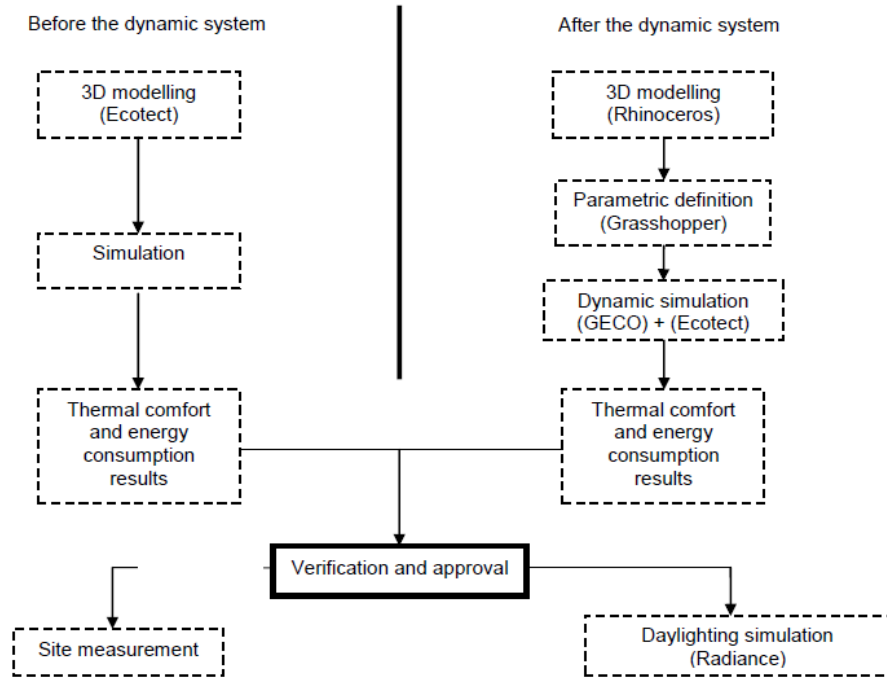 Before the dynamic system
After the dynamic system
3D modelling
(Ecotect)
3D modelling
(Rhinoceros)
Parametric definition
(Grasshopper)
Simulation
Dynamic simulation
(GECO) + (Ecotect)
Thermal comfort
and energy
consumption
results
Thermal comfort
and energy
consumption
results
Verification and approval
Site measurement
Daylighting simulation
(Radiance)